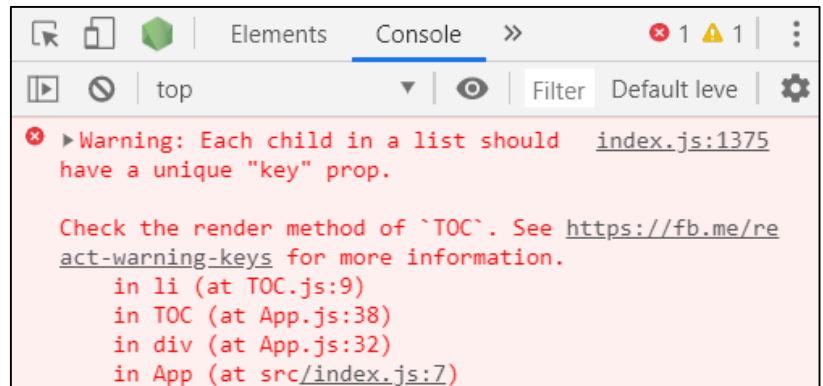 Elements Console » 1 1
top Filter Default leve
Warning: Each child in a list should index.js:1375
have a unique "key" prop.
Check the render method of `TOC`. See https://fb.me/re
act-warning-keys for more information.
in li (at TOC.js:9)
in TOC (at App.js:38)
in div (at App.js:32)
in App (at src/index.js:7)